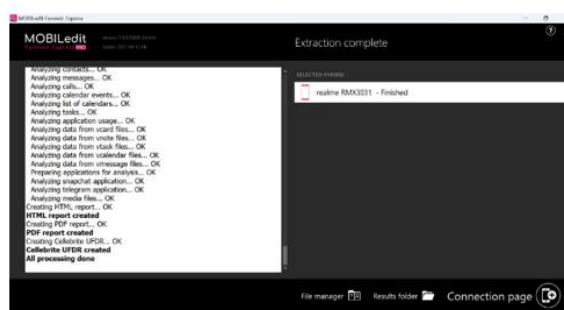 MOBILedit Forensic Express
MOBILedit
Forensic Express PRO
Extraction complete
Analyzing contacts... OK
Analyzing messages... OK
Analyzing calls... OK
Analyzing calendar events... OK
Analyzing list of calendars... OK
Analyzing tasks... OK
Analyzing application usage... OK
Analyzing data from vcard files... OK
Analyzing data from vnote files... OK
Analyzing data from vtask files... OK
Analyzing data from vcalendar files... OK
Analyzing data from vmessage files... OK
Preparing applications for analysis... OK
Analyzing snapchat application... OK
Analyzing telegram application... OK
Analyzing media files... OK
Creating HTML report... OK
HTML report created
Creating PDF report... OK
PDF report created
Creating Cellebrite UFDR... OK
Cellebrite UFDR created
All processing done
SELECTED PHONE
realme RMX3031 - Finished
File manager
Results folder
Connection page